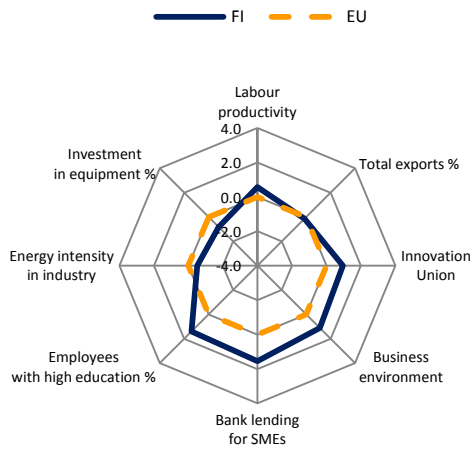 FI EU
Labour
productivity
4.0
Investment
in equipment %
2.0
Total exports %
0.0
-2.0
Energy intensity
in industry
-4.0
Innovation
Union
Employees
with high education %
Business
environment
Bank lending
for SMEs